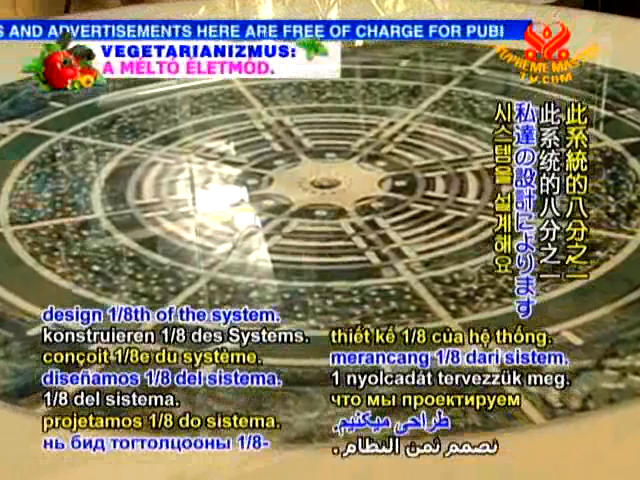 S AND ADVERTISEMENTS HERE ARE FREE OF CHARGE FOR PUBI
VEGETARIANIZMUS:
A MÉLTÓ ÉLETMÓD.
SUPREME MASTER
TV.COM
此系統的八分之一
此系统的八分之一
私達の設計によります
시스템을 설계해요
design 1/8th of the system.
konstruieren 1/8 des Systems.
conçoit 1/8e du système.
diseñamos 1/8 del sistema.
1/8 del sistema.
projetamos 1/8 do sistema.
нь бид тогтолцооны 1/8-
thiết kế 1/8 của hệ thống.
merancang 1/8 dari sistem.
1 nyolcadát tervezzük meg.
что мы проектируем
طراحی میکنیم.
نصمم ثمن النظام .